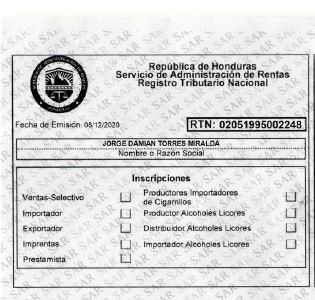 República de Honduras
Servicio de Administración de Rentas
Registro Tributario Nacional
Fecha de Emisión: 08/12/2020
RTN: 02051995002248
JORGE DAMIAN TORRES MIRALDA
Nombre o Razón Social
Inscripciones
Ventas-Selectivo
Productores Importadores
de Cigarrillos
Importador
Productor Alcoholes Licores
Exportador
Distribuidor Alcoholes Licores
Imprentas
Importador Alcoholes Licores
Prestamista